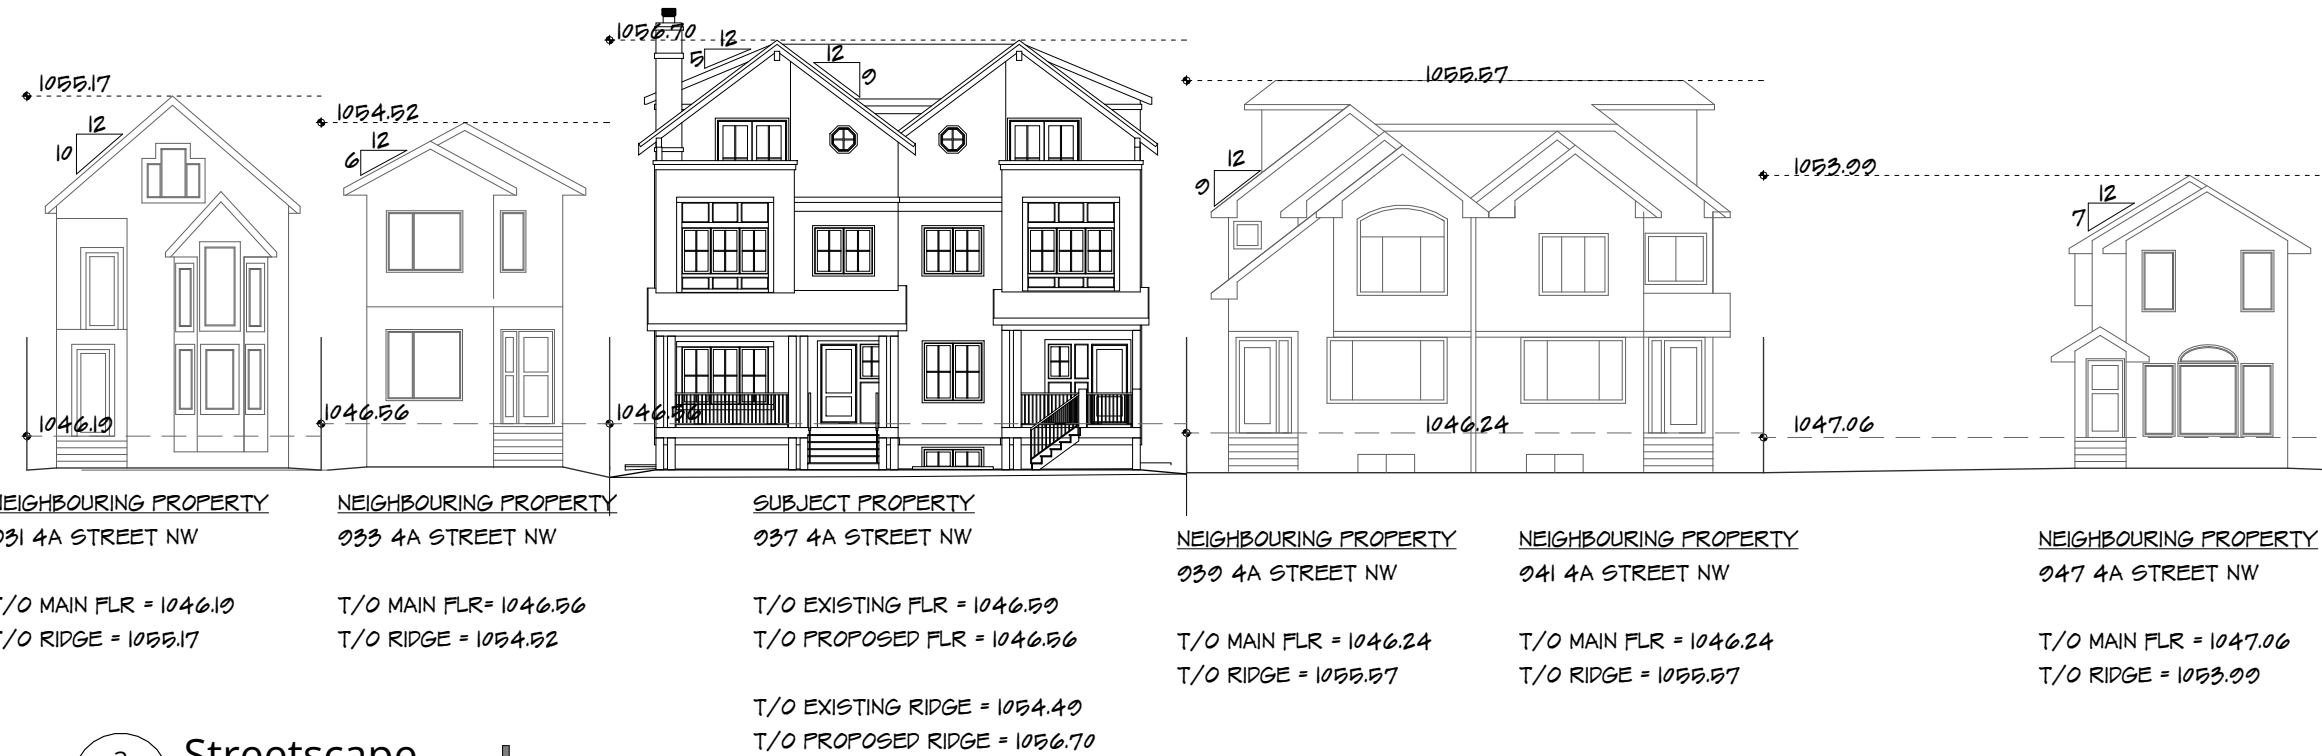 1056.70
12
5
12
9
1055.17
12
10
1054.52
12
6
1055.57
12
9
1053.99
12
7
1046.19
1046.56
1046.56
1046.24
1047.06
NEIGHBOURING PROPERTY
931 4A STREET NW
T/O MAIN FLR = 1046.19
T/O RIDGE = 1055.17
NEIGHBOURING PROPERTY
933 4A STREET NW
T/O MAIN FLR= 1046.56
T/O RIDGE = 1054.52
SUBJECT PROPERTY
937 4A STREET NW
T/O EXISTING FLR = 1046.59
T/O PROPOSED FLR = 1046.56
T/O EXISTING RIDGE = 1054.49
T/O PROPOSED RIDGE = 1056.70
NEIGHBOURING PROPERTY
939 4A STREET NW
T/O MAIN FLR = 1046.24
T/O RIDGE = 1055.57
NEIGHBOURING PROPERTY
941 4A STREET NW
T/O MAIN FLR = 1046.24
T/O RIDGE = 1055.57
NEIGHBOURING PROPERTY
947 4A STREET NW
T/O MAIN FLR = 1047.06
T/O RIDGE = 1053.99
Streetscape